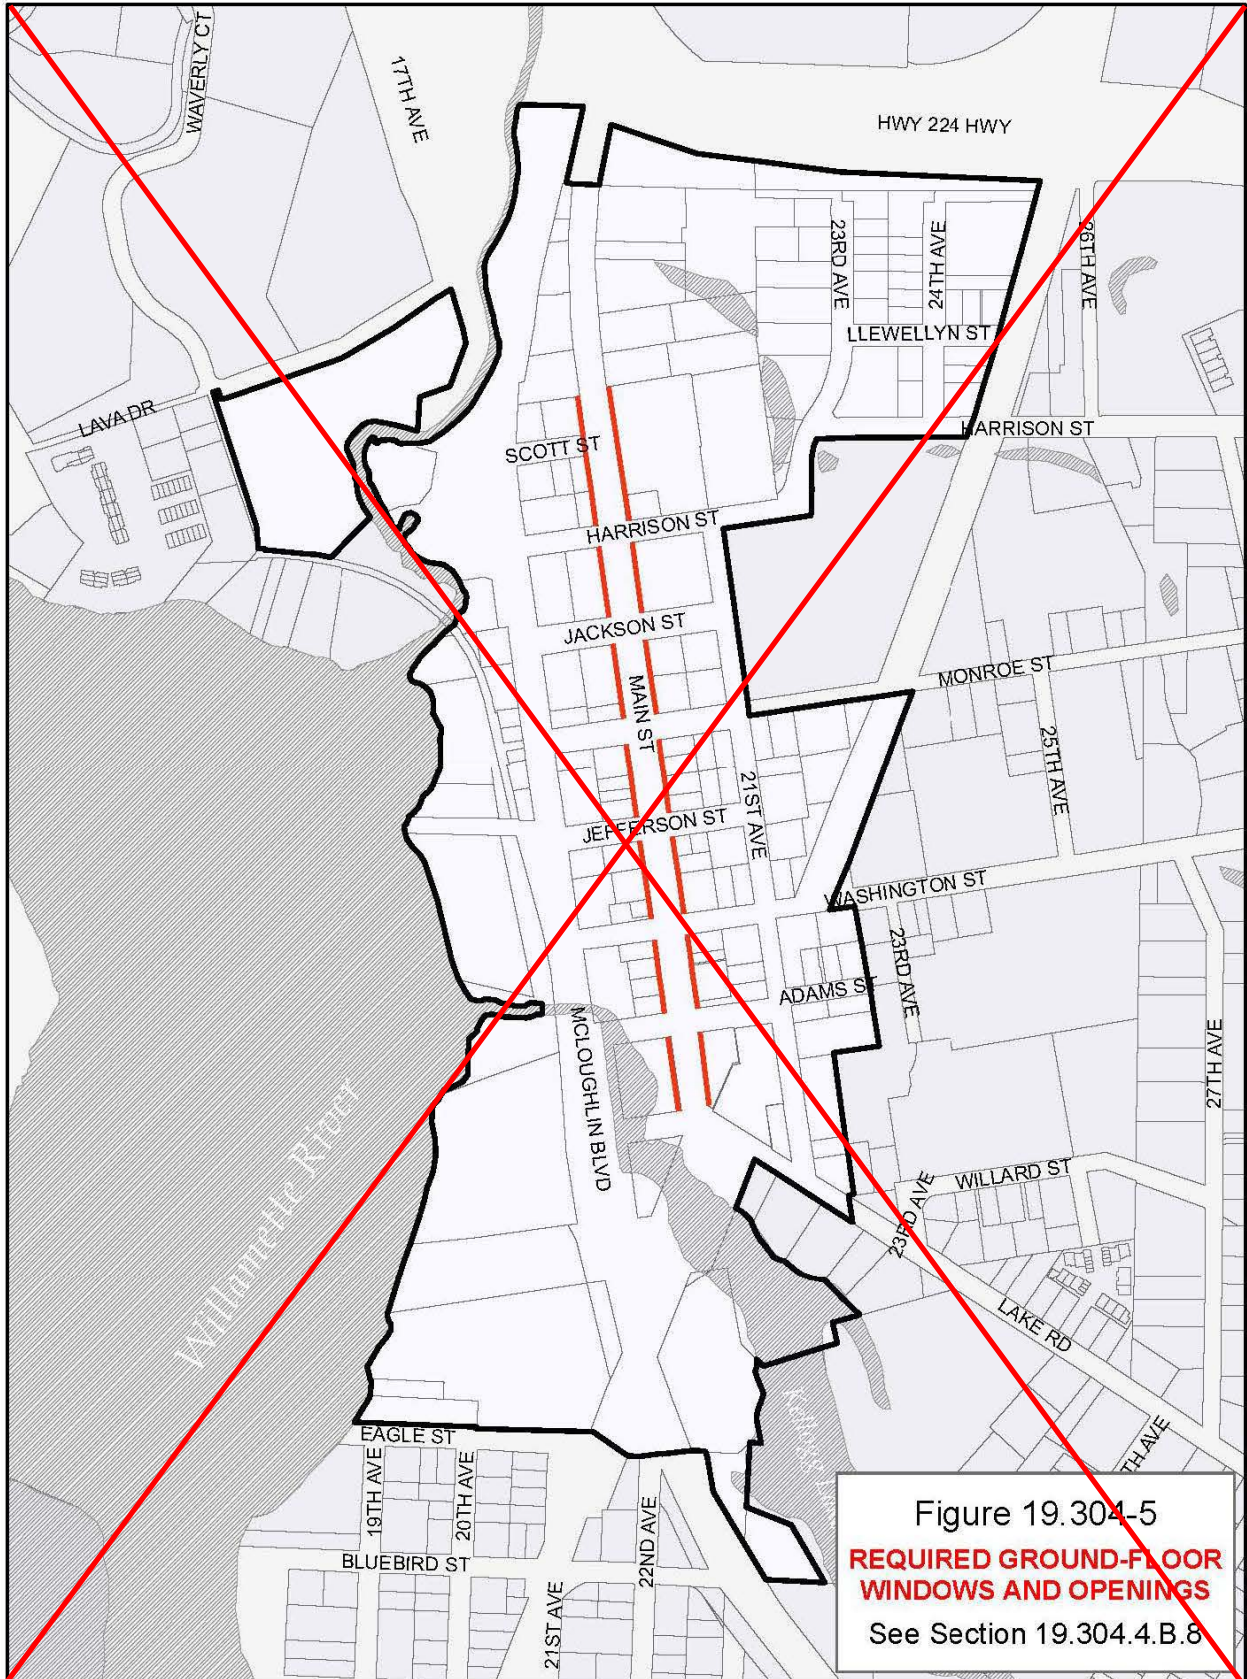 WAVERLY CT
17TH AVE
HWY 224 HWY
23RD AVE
24TH AVE
26TH AVE
LLEWELLYN ST
LAVA DR
HARRISON ST
SCOTT ST
HARRISON ST
JACKSON ST
MONROE ST
MAIN ST
25TH AVE
21ST AVE
JEFFERSON ST
WASHINGTON ST
23RD AVE
ADAMS ST
MCLOUGHLIN BLVD
27TH AVE
Willamette River
WILLARD ST
23RD AVE
LAKE RD
EAGLE ST
19TH AVE
20TH AVE
22ND AVE
TH AVE
BLUEBIRD ST
21ST AVE
Figure 19.304-5
REQUIRED GROUND-FLOOR
WINDOWS AND OPENINGS
See Section 19.304.4.B.8